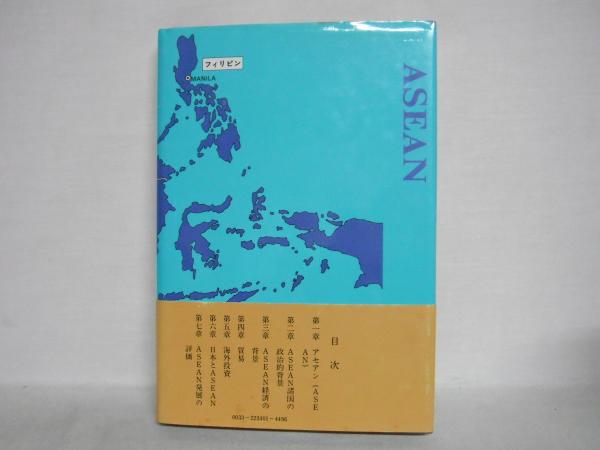 フィリピン
MANILA
ASEAN
目次
第一章 アセアン（ASE
AN）
第二章 ASEAN諸国の
政治的背景
第三章 ASEAN経済の
背景
第四章 貿易
第五章 海外投資
第六章 日本とASEAN
第七章 ASEAN発展の
評価
0033-223401-4496